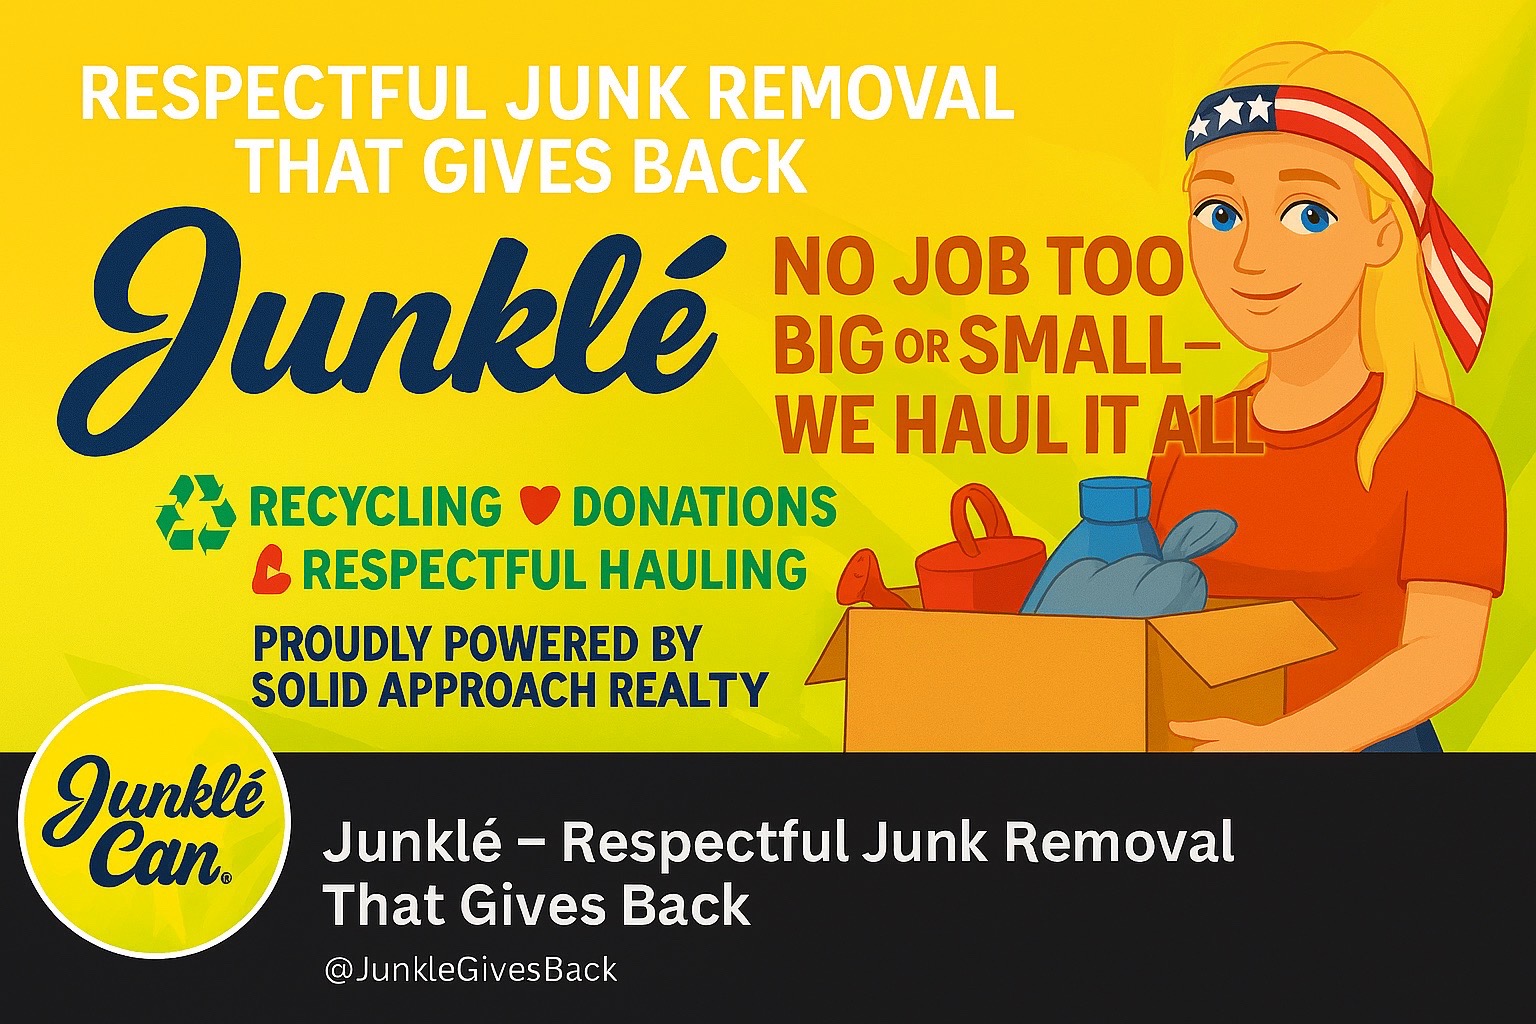 RESPECTFUL JUNK REMOVAL
THAT GIVES BACK
Junklé
NO JOB TOO
BIG OR SMALL–
WE HAUL IT ALL
RECYCLING DONATIONS
RESPECTFUL HAULING
PROUDLY POWERED BY
SOLID APPROACH REALTY
Junklé
Can®
Junklé – Respectful Junk Removal
That Gives Back
@JunkleGivesBack